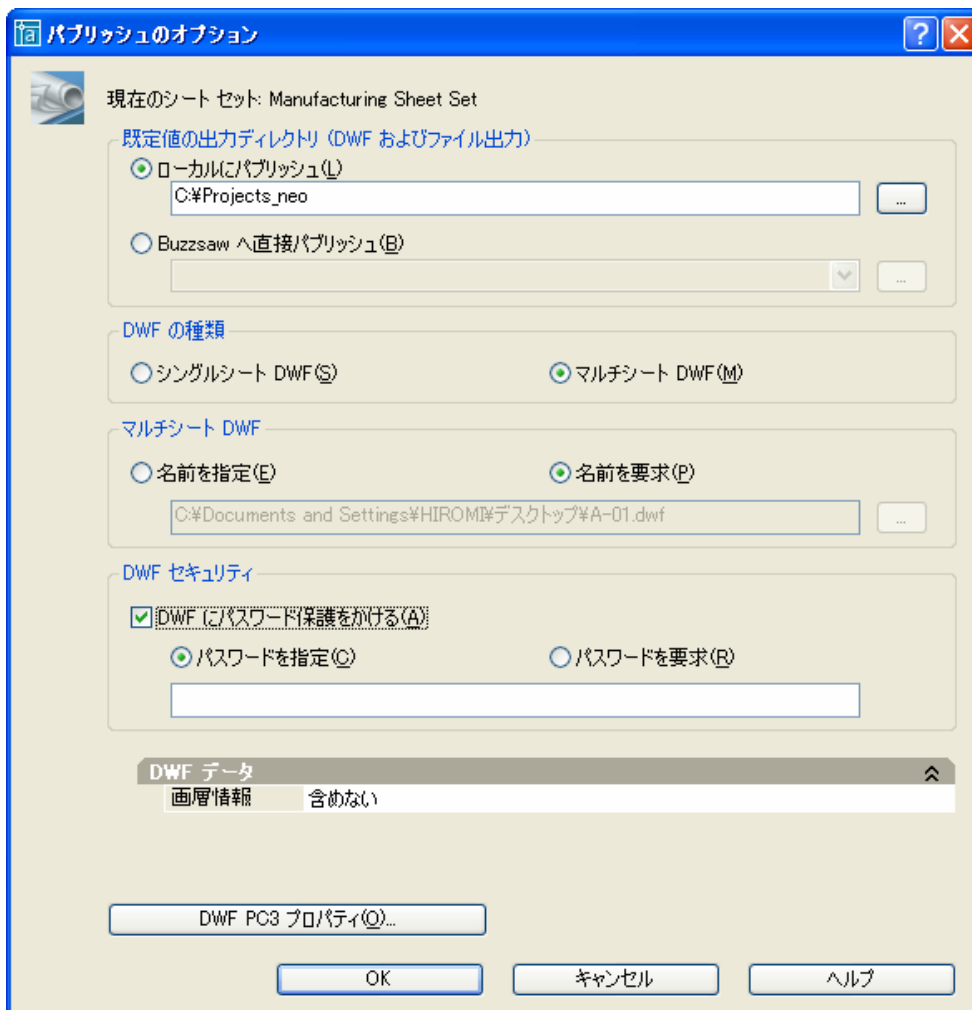 パブリッシュのオプション
現在のシート セット: Manufacturing Sheet Set
既定値の出力ディレクトリ (DWF およびファイル出力)
ローカルにパブリッシュ(L)
C:¥Projects_neo
...
Buzzsaw へ直接パブリッシュ(B)
...
DWF の種類
シングルシート DWF(S)
マルチシート DWF(M)
マルチシート DWF
名前を指定(E)
名前を要求(P)
C:¥Documents and Settings¥HIROMI¥デスクトップ¥A-01.dwf
...
DWF セキュリティ
DWF にパスワード保護をかける(A)
パスワードを指定(C)
パスワードを要求(R)
DWF データ
画層情報 含めない
DWF PC3 プロパティ(O)...
OK
キャンセル
ヘルプ